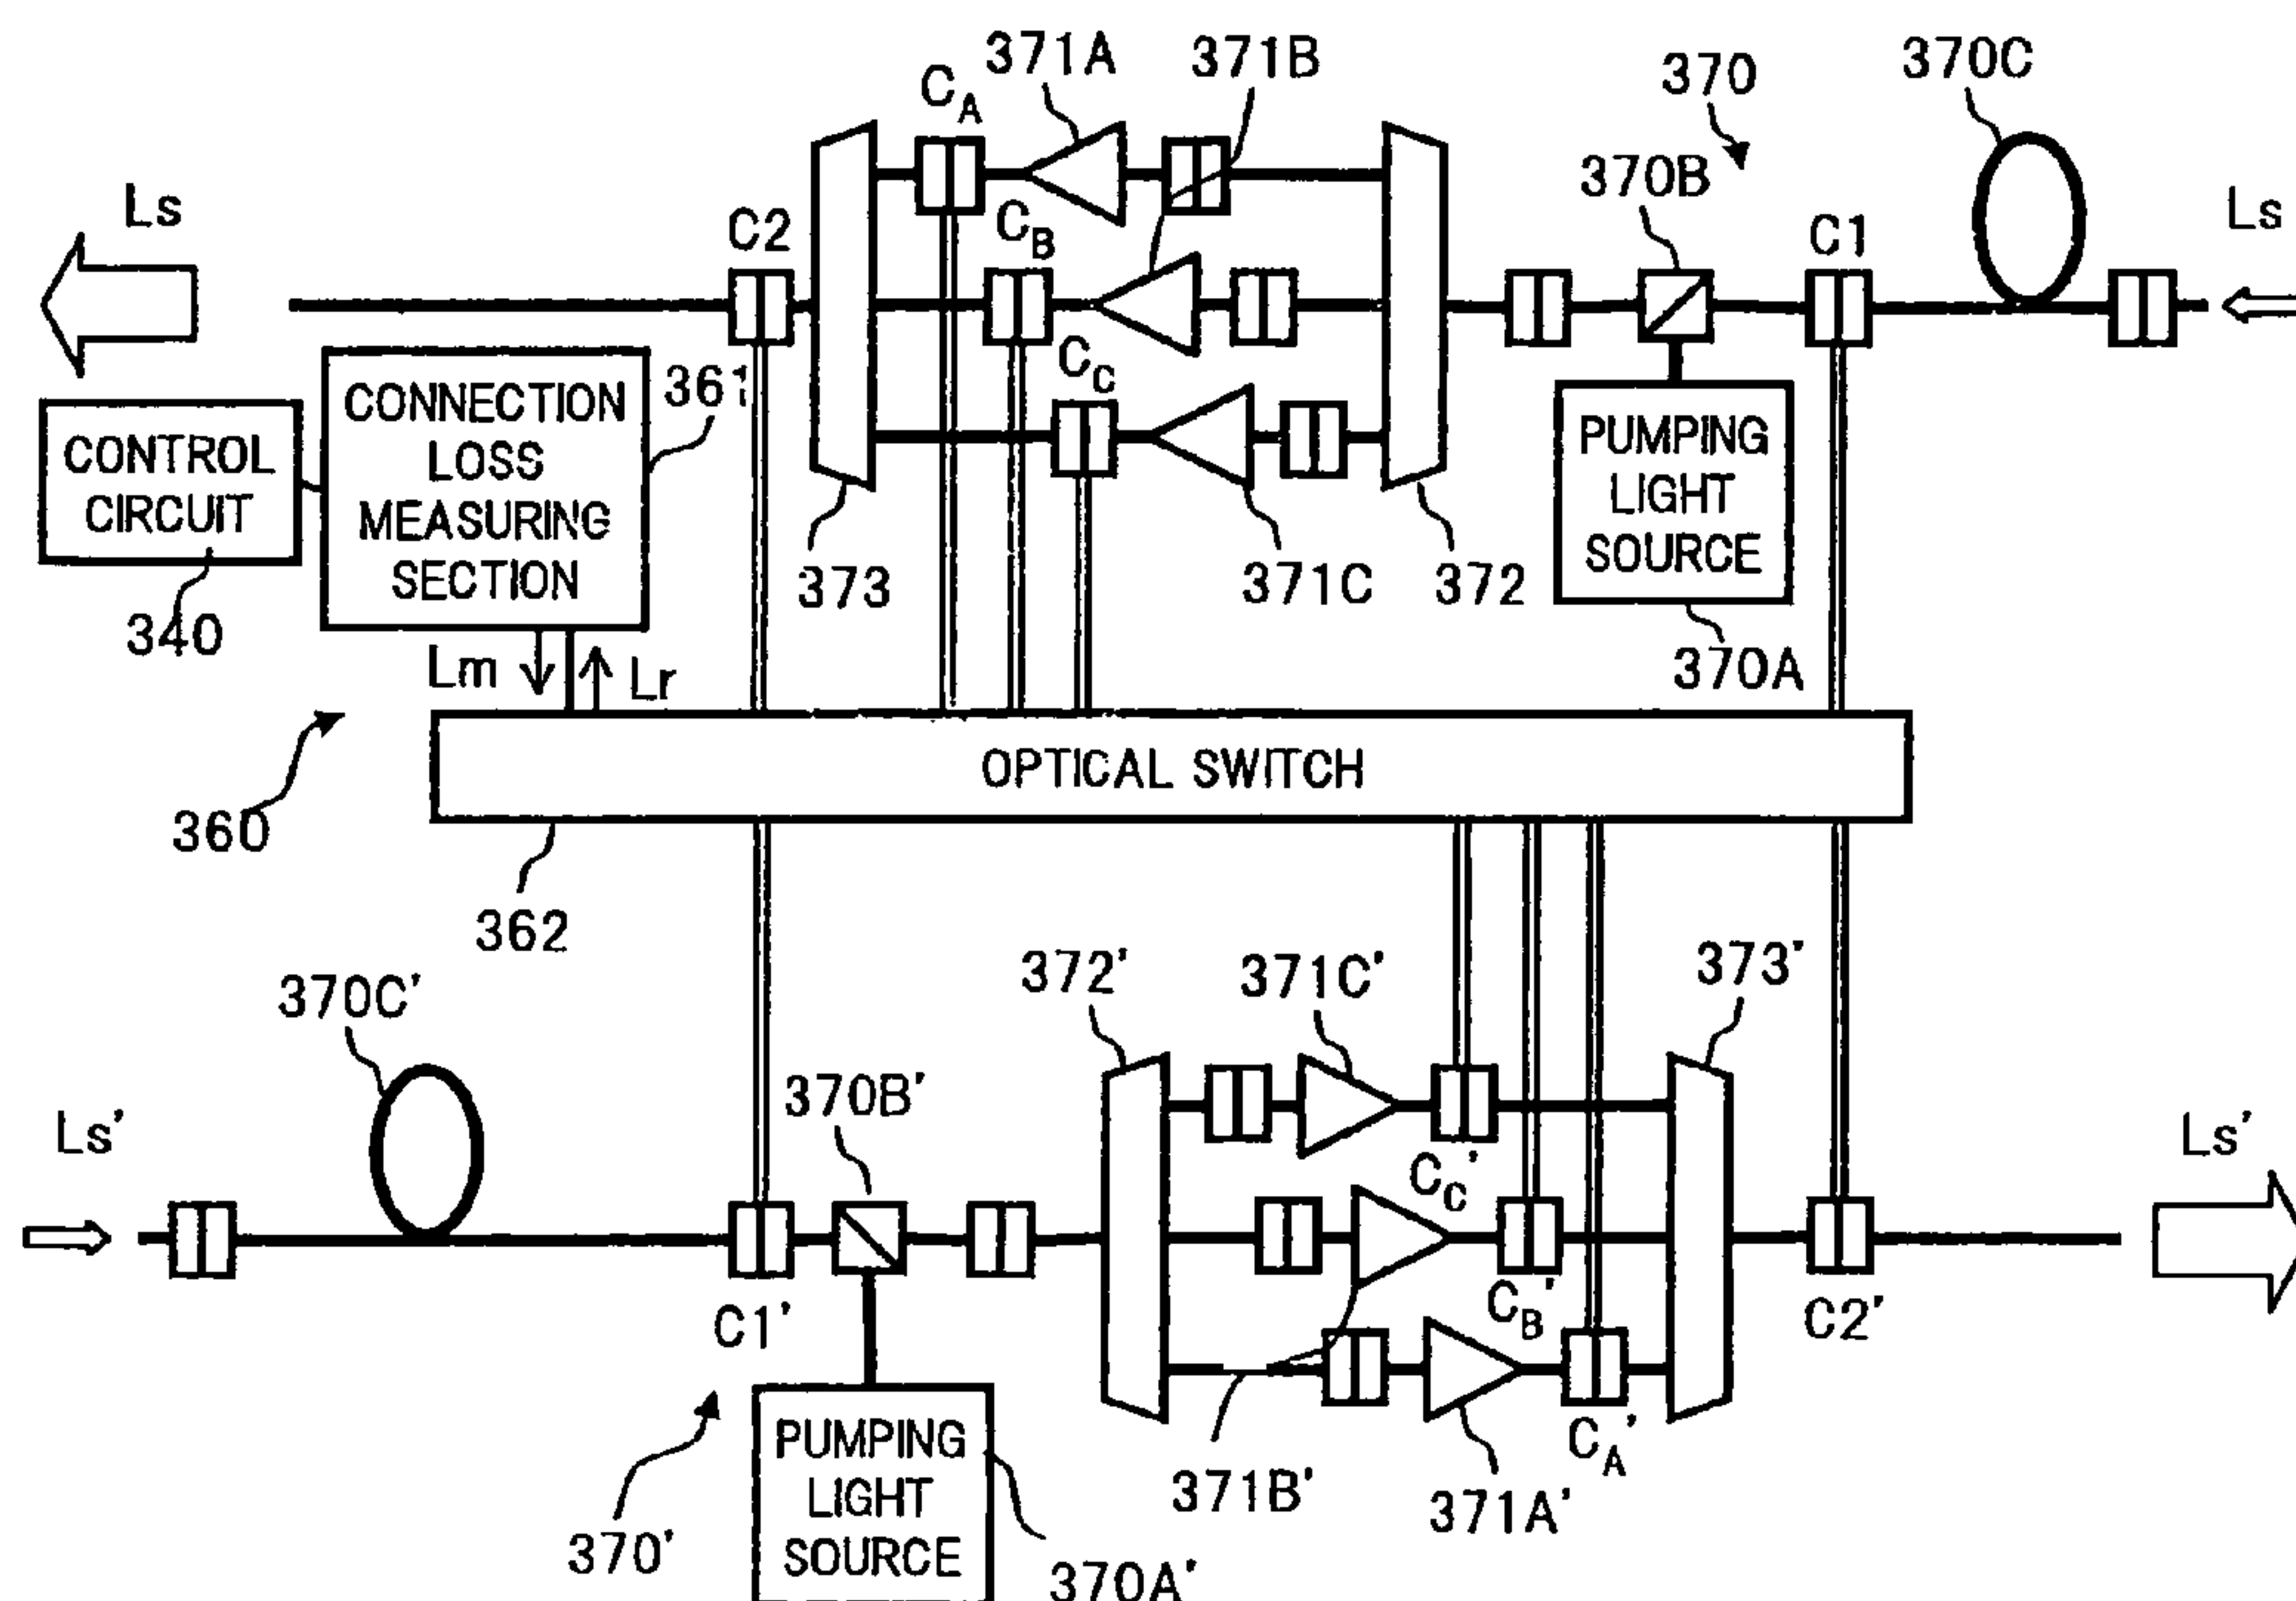 371A
371B
370
370C
CA
370B
Ls
C2
CB
C1
Ls
CC
361
CONNECTION
LOSS
MEASURING
SECTION
CONTROL
CIRCUIT
PUMPING
LIGHT
SOURCE
373
371C
372
340
Lm
Lr
370A
OPTICAL SWITCH
360
362
370C'
372'
371C'
373'
370B'
Ls'
Ls'
CC'
C1'
CB'
C2'
CA'
PUMPING
LIGHT
SOURCE
371B'
371A'
370'
370A'